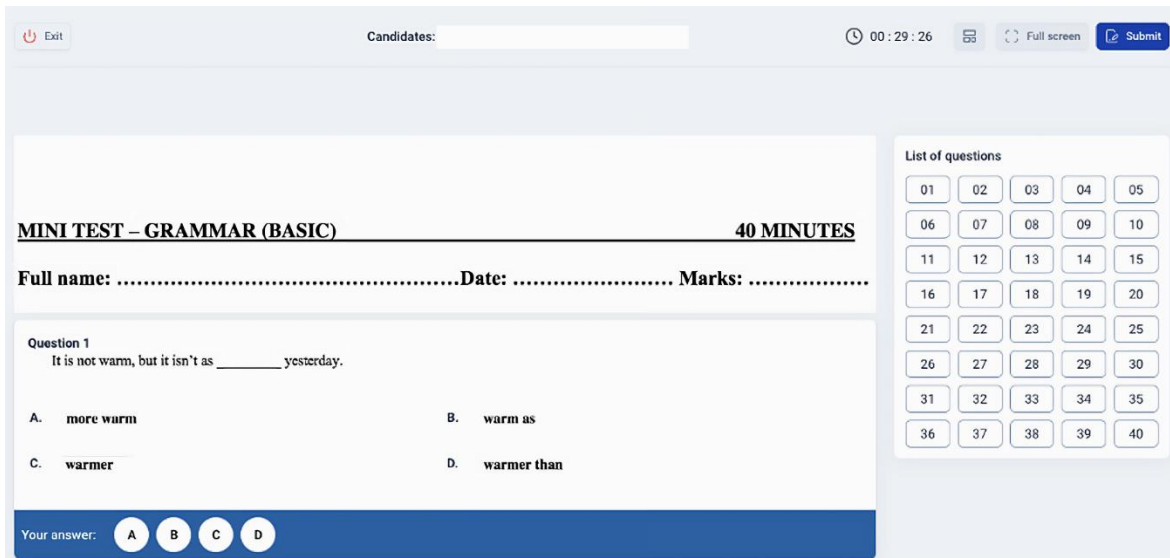 Exit
Candidates:
00 : 29 : 26
Full screen
Submit
MINI TEST – GRAMMAR (BASIC) 40 MINUTES
Full name: ....................................................Date: ........................ Marks: ..................
Question 1
It is not warm, but it isn't as _________ yesterday.
A. more warm
B. warm as
C. warmer
D. warmer than
Your answer: A B C D
List of questions
01 02 03 04 05
06 07 08 09 10
11 12 13 14 15
16 17 18 19 20
21 22 23 24 25
26 27 28 29 30
31 32 33 34 35
36 37 38 39 40